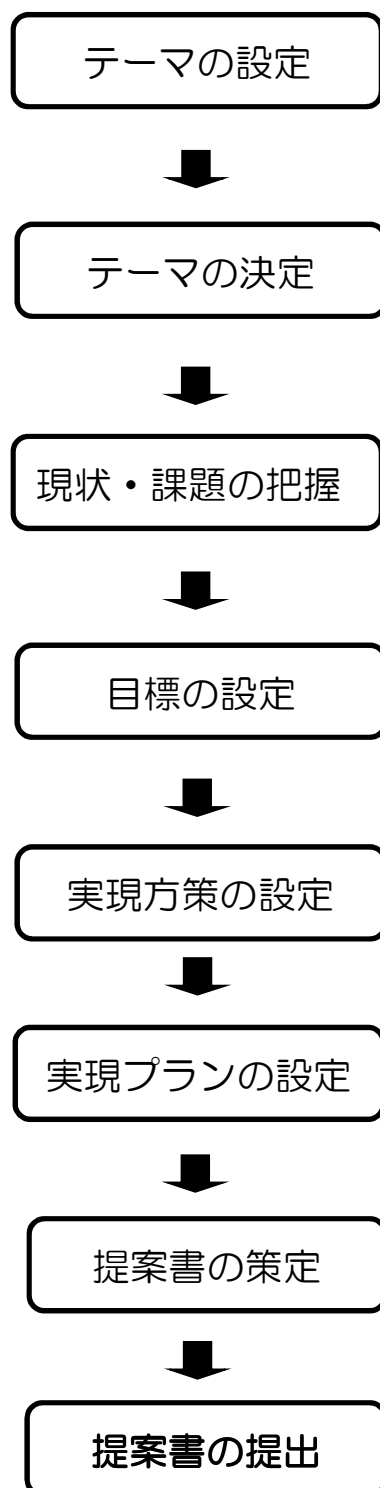 テーマの設定
テーマの決定
現状・課題の把握
目標の設定
実現方策の設定
実現プランの設定
提案書の策定
提案書の提出